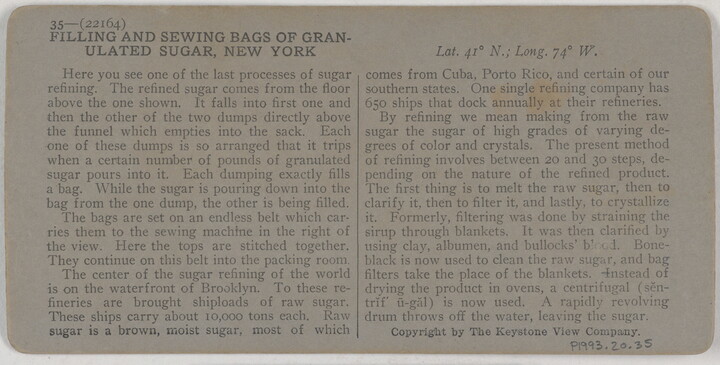 35—(22164)
FILLING AND SEWING BAGS OF GRAN-
ULATED SUGAR, NEW YORK
Lat. 41° N.; Long. 74° W.
Here you see one of the last processes of sugar
refining. The refined sugar comes from the floor
above the one shown. It falls into first one and
then the other of the two dumps directly above
the funnel which empties into the sack. Each
one of these dumps is so arranged that it trips
when a certain number of pounds of granulated
sugar pours into it. Each dumping exactly fills
a bag. While the sugar is pouring down into the
bag from the one dump, the other is being filled.
The bags are set on an endless belt which car-
ries them to the sewing machine in the right of
the view. Here the tops are stitched together.
They continue on this belt into the packing room.
The center of the sugar refining of the world
is on the waterfront of Brooklyn. To these re-
fineries are brought shiploads of raw sugar.
These ships carry about 10,000 tons each. Raw
sugar is a brown, moist sugar, most of which
comes from Cuba, Porto Rico, and certain of our
southern states. One single refining company has
650 ships that dock annually at their refineries.
By refining we mean making from the raw
sugar the sugar of high grades of varying de-
grees of color and crystals. The present method
of refining involves between 20 and 30 steps, de-
pending on the nature of the refined product.
The first thing is to melt the raw sugar, then to
clarify it, then to filter it, and lastly, to crystallize
it. Formerly, filtering was done by straining the
sirup through blankets. It was then clarified by
using clay, albumen, and bullocks' blood. Bone-
black is now used to clean the raw sugar, and bag
filters take the place of the blankets. Instead of
drying the product in ovens, a centrifugal (sĕn-
trĭf´ ū-găl) is now used. A rapidly revolving
drum throws off the water, leaving the sugar.
Copyright by The Keystone View Company.
P1993.20.35